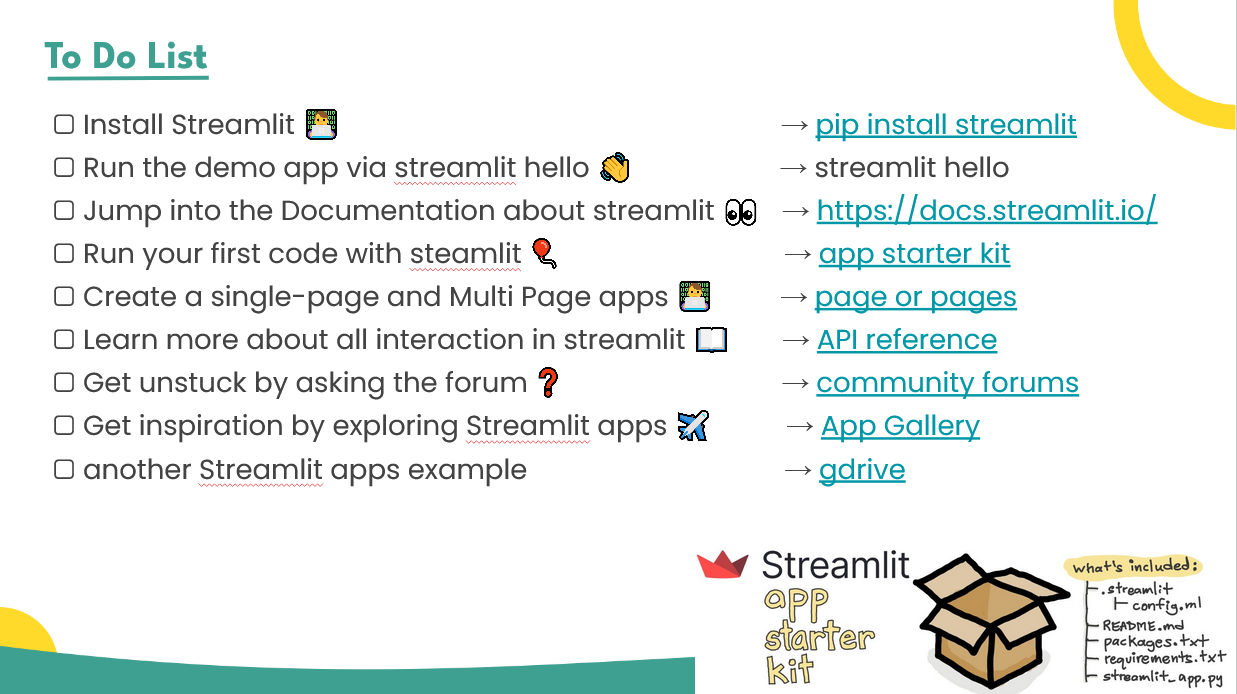 To Do List
☐ Install Streamlit 🧑‍💻 → pip install streamlit
☐ Run the demo app via streamlit hello 👋 → streamlit hello
☐ Jump into the Documentation about streamlit 👀 → https://docs.streamlit.io/
☐ Run your first code with steamlit 🎈 → app starter kit
☐ Create a single-page and Multi Page apps 🧑‍💻 → page or pages
☐ Learn more about all interaction in streamlit 📖 → API reference
☐ Get unstuck by asking the forum ❓ → community forums
☐ Get inspiration by exploring Streamlit apps ✈️ → App Gallery
☐ another Streamlit apps example → gdrive
Streamlit
app
starter
kit
what's included:
.streamlit
config.ml
README.md
packages.txt
requirements.txt
streamlit_app.py